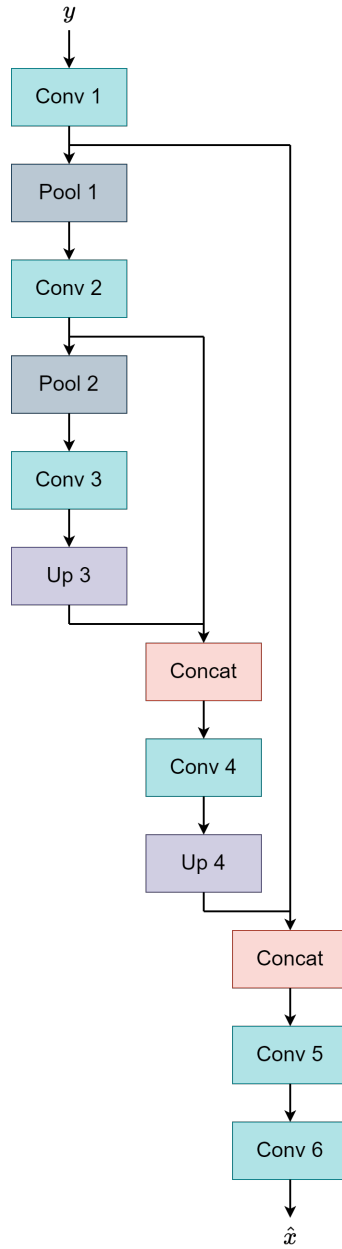 y
Conv 1
Pool 1
Conv 2
Pool 2
Conv 3
Up 3
Concat
Conv 4
Up 4
Concat
Conv 5
Conv 6
x̂